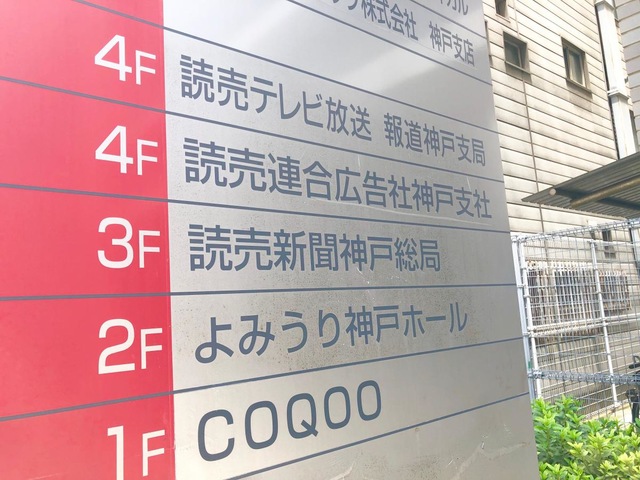 株式会社 神戸支店
4F 読売テレビ放送 報道神戸支局
4F 読売連合広告社神戸支社
3F 読売新聞神戸総局
2F よみうり神戸ホール
1F COQOO